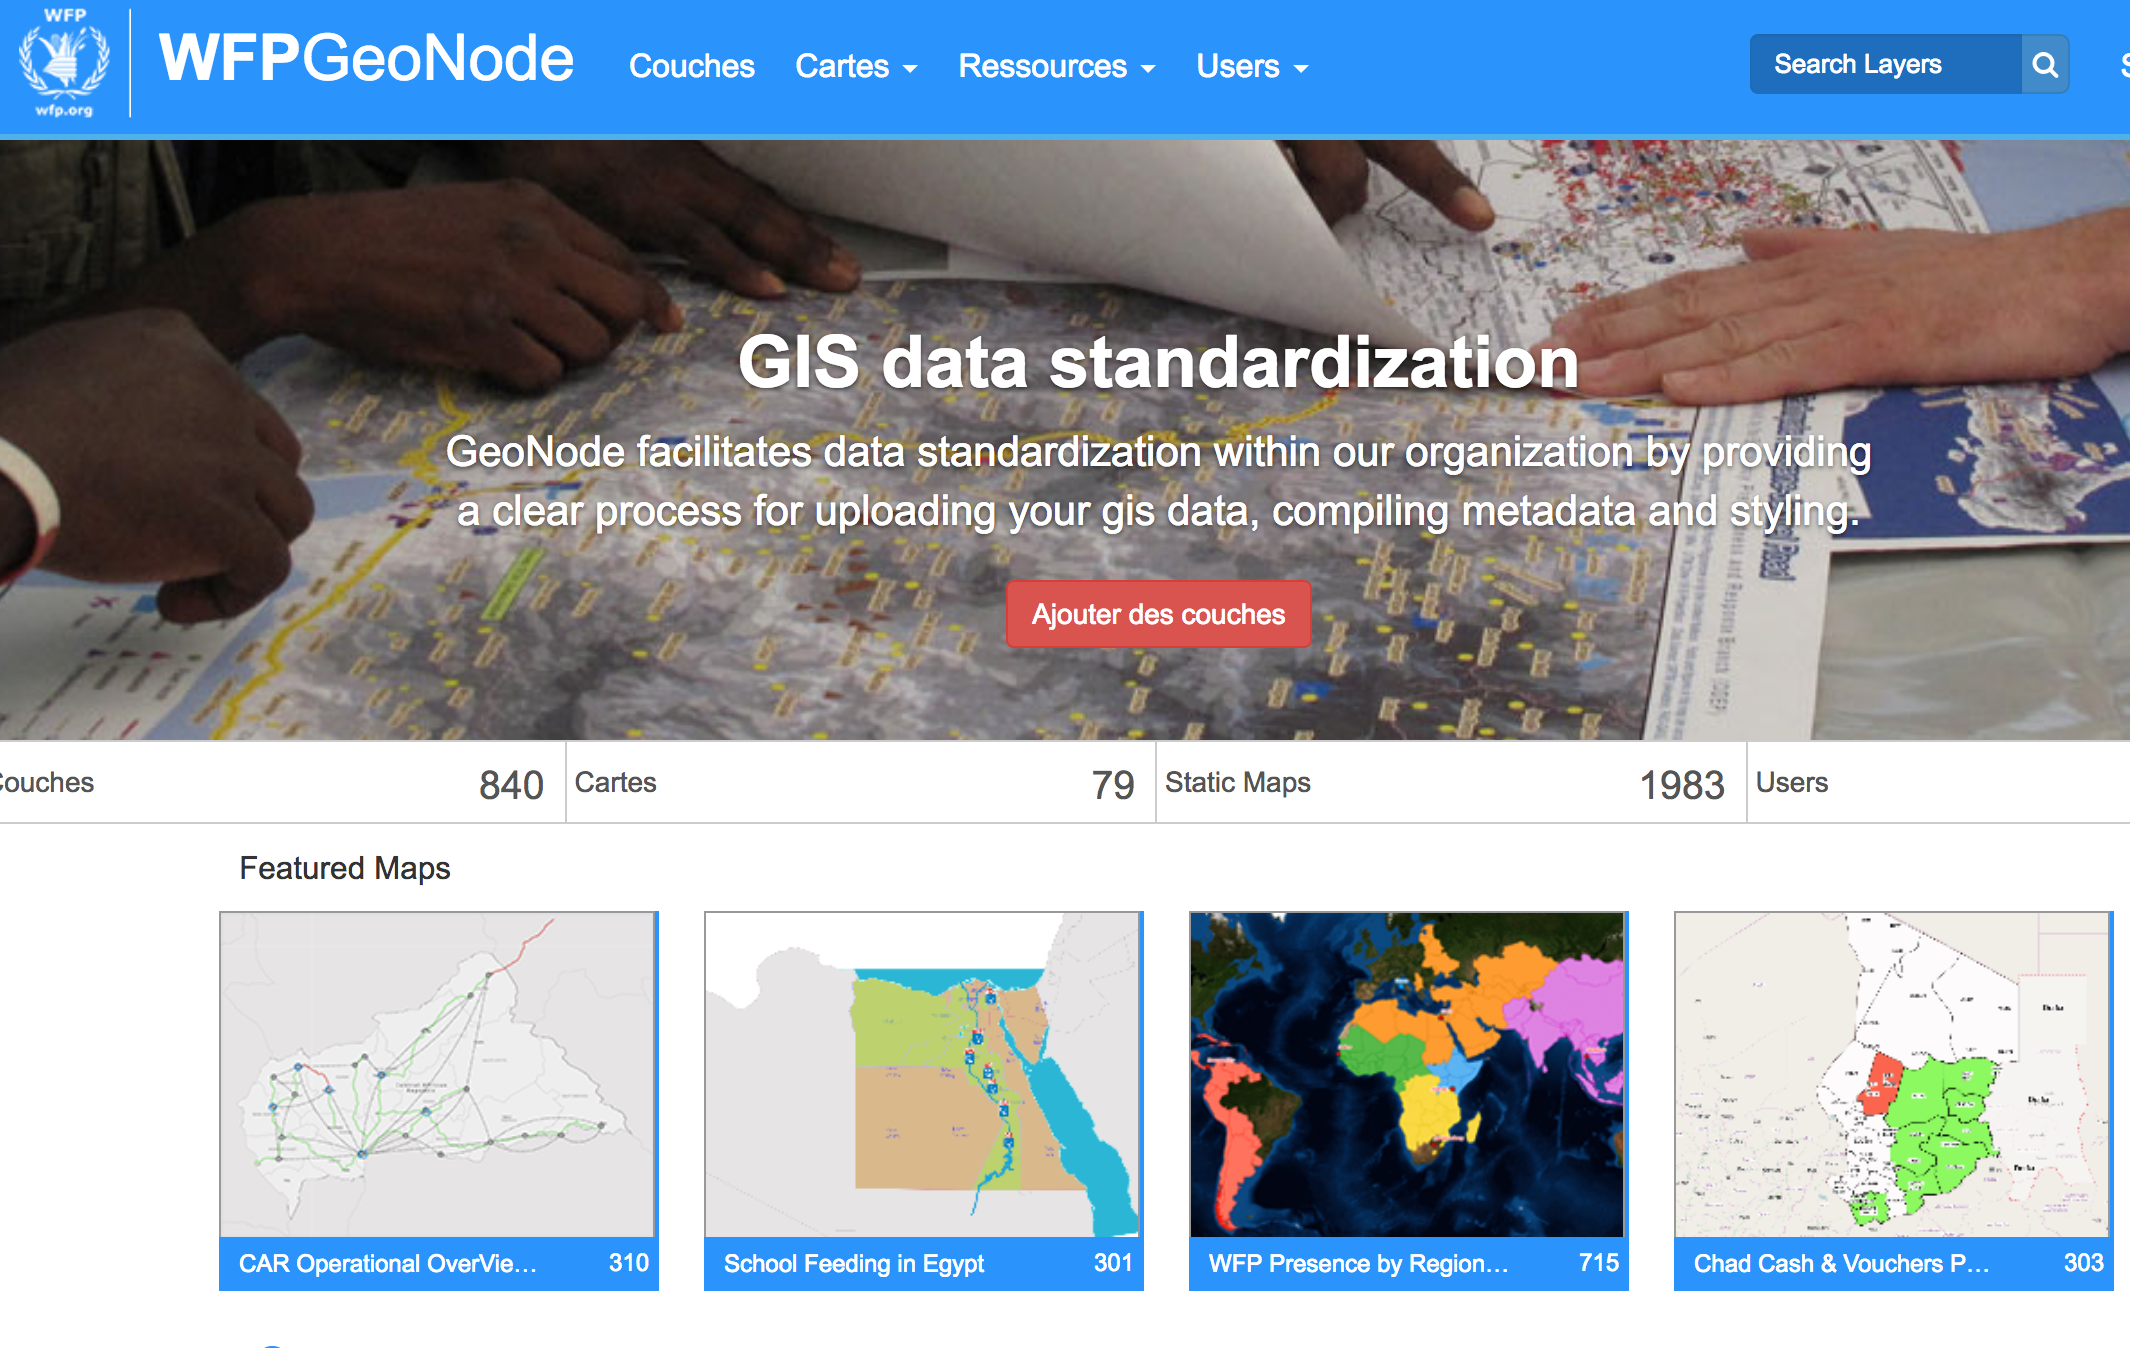 WFP
wfp.org
WFPGeoNode
Couches
Cartes
Ressources
Users
Search Layers
GIS data standardization
GeoNode facilitates data standardization within our organization by providing
a clear process for uploading your gis data, compiling metadata and styling.
Ajouter des couches
ouches 840
Cartes 79
Static Maps 1983
Users
Featured Maps
CAR Operational OverVie... 310
School Feeding in Egypt 301
WFP Presence by Region... 715
Chad Cash & Vouchers P... 303